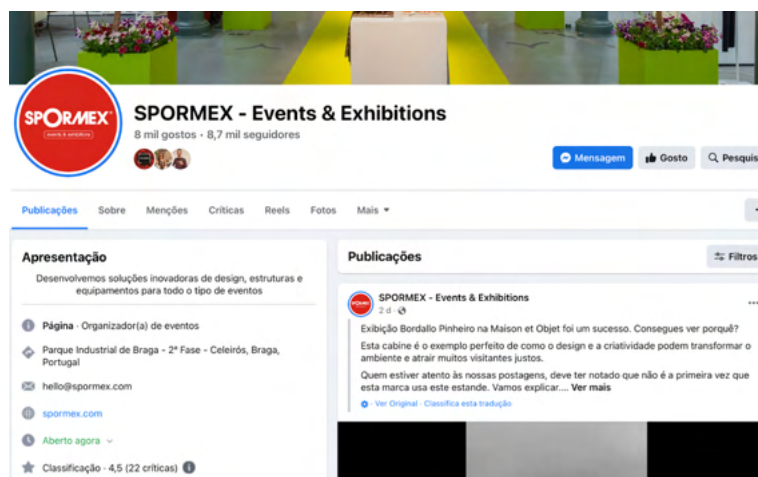 SPORMEX
events & exhibitions
SPORMEX - Events & Exhibitions
8 mil gostos • 8,7 mil seguidores
Mensagem
Gosto
Pesquis
Publicações
Sobre
Menções
Críticas
Reels
Fotos
Mais
Apresentação
Desenvolvemos soluções inovadoras de design, estruturas e
equipamentos para todo o tipo de eventos
Página · Organizador(a) de eventos
Parque Industrial de Braga - 2ª Fase - Celeirós, Braga,
Portugal
hello@spormex.com
spormex.com
Aberto agora
Classificação · 4,5 (22 críticas)
Publicações
Filtros
SPORMEX
SPORMEX - Events & Exhibitions
2 d ·
Exibição Bordallo Pinheiro na Maison et Objet foi um sucesso. Consegues ver porquê?
Esta cabine é o exemplo perfeito de como o design e a criatividade podem transformar o
ambiente e atrair muitos visitantes justos.
Quem estiver atento às nossas postagens, deve ter notado que não é a primeira vez que
esta marca usa este estande. Vamos explicar.... Ver mais
· Ver Original · Classifica esta tradução